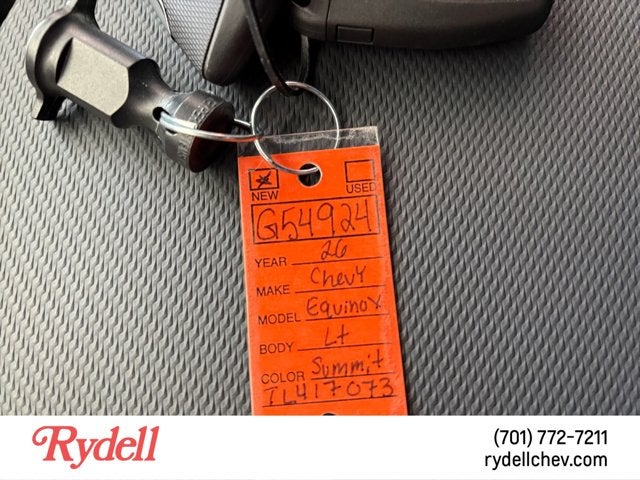 NEW USED
G54924
YEAR 26
MAKE Chevy
MODEL Equinox
BODY Lt
COLOR Summit
TL417073
Rydell
(701) 772-7211
rydellchev.com